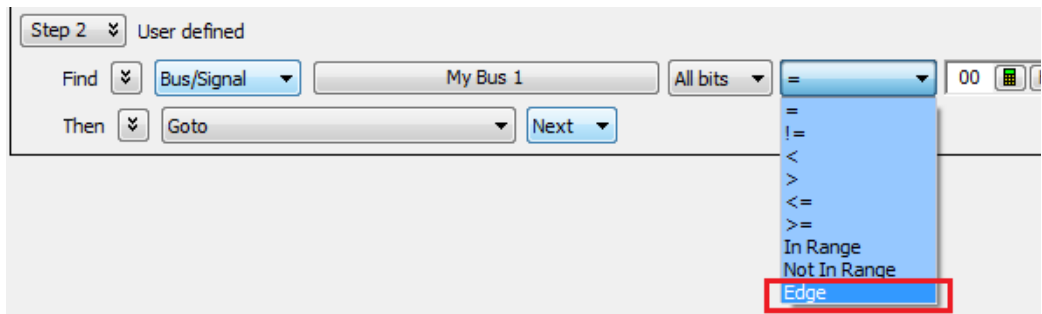 Step 2 User defined
Find Bus/Signal My Bus 1 All bits = 00
Then Goto Next
=
!=
<
>
<=
>=
In Range
Not In Range
Edge